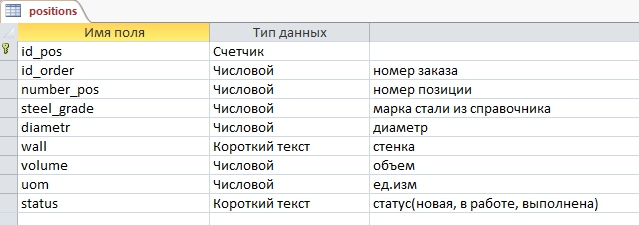 positions
Имя поля Тип данных
id_pos Счетчик
id_order Числовой номер заказа
number_pos Числовой номер позиции
steel_grade Числовой марка стали из справочника
diametr Числовой диаметр
wall Короткий текст стенка
volume Числовой объем
uom Числовой ед.изм
status Короткий текст статус(новая, в работе, выполнена)